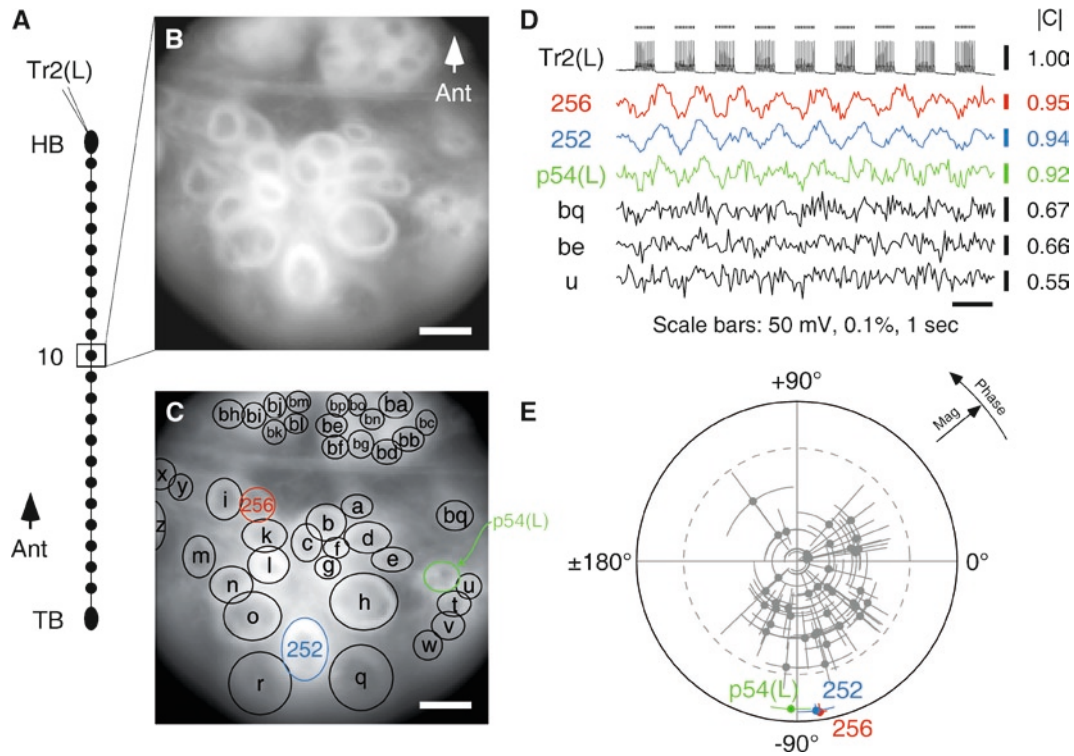 A
Tr2(L)
HB
10
Ant
TB
B
Ant
C
bh
bi
bj
bm
bk
bl
bp
bo
ba
be
bn
bc
bf
bg
bd
bb
x
y
z
i
256
a
b
bq
p54(L)
k
c
f
d
m
l
g
e
n
h
u
o
t
v
252
w
r
q
D
|C|
Tr2(L)
1.00
256
0.95
252
0.94
p54(L)
0.92
bq
0.67
be
0.66
u
0.55
Scale bars: 50 mV, 0.1%, 1 sec
E
+90°
Phase
Mag
±180°
0°
p54(L)
252
256
-90°